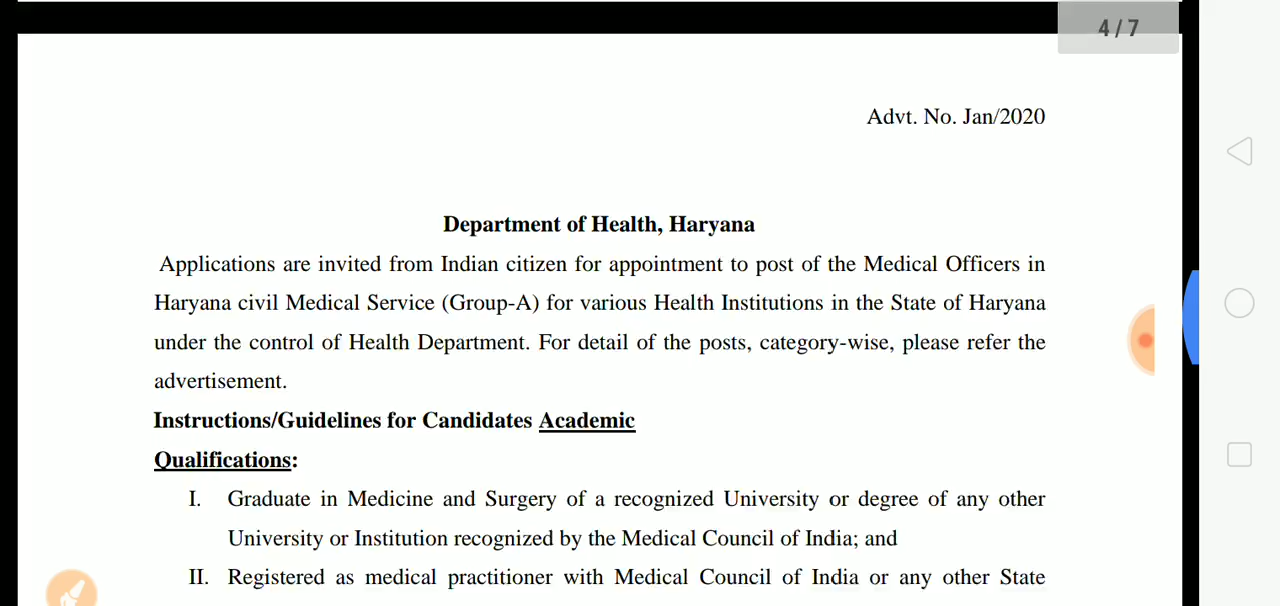 4/7
Advt. No. Jan/2020
Department of Health, Haryana
Applications are invited from Indian citizen for appointment to post of the Medical Officers in
Haryana civil Medical Service (Group-A) for various Health Institutions in the State of Haryana
under the control of Health Department. For detail of the posts, category-wise, please refer the
advertisement.
Instructions/Guidelines for Candidates Academic
Qualifications:
I. Graduate in Medicine and Surgery of a recognized University or degree of any other
University or Institution recognized by the Medical Council of India; and
II. Registered as medical practitioner with Medical Council of India or any other State